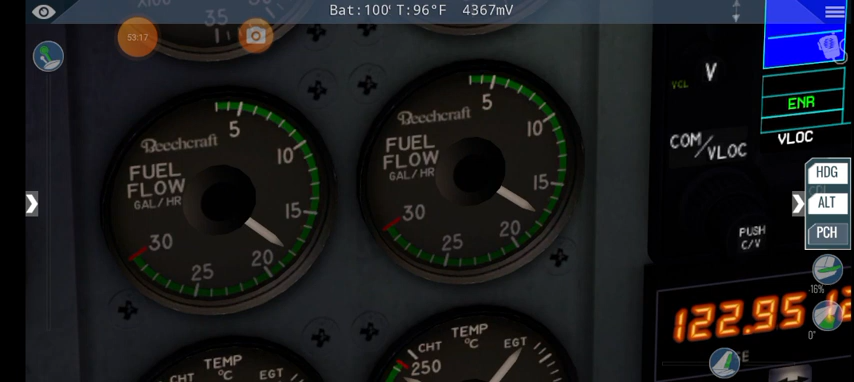 Bat:100' T:96°F 4367mV
X100
35
53:17
V
VCL
ENR
VLOC
COM/VLOC
PUSH
C/V
HDG
ALT
PCH
-16%
0°
122.95
Beechcraft
FUEL
FLOW
GAL/HR
5
10
15
20
25
30
Beechcraft
FUEL
FLOW
GAL/HR
5
10
15
20
25
30
TEMP
°C
CHT
EGT
TEMP
°C
CHT
EGT
250